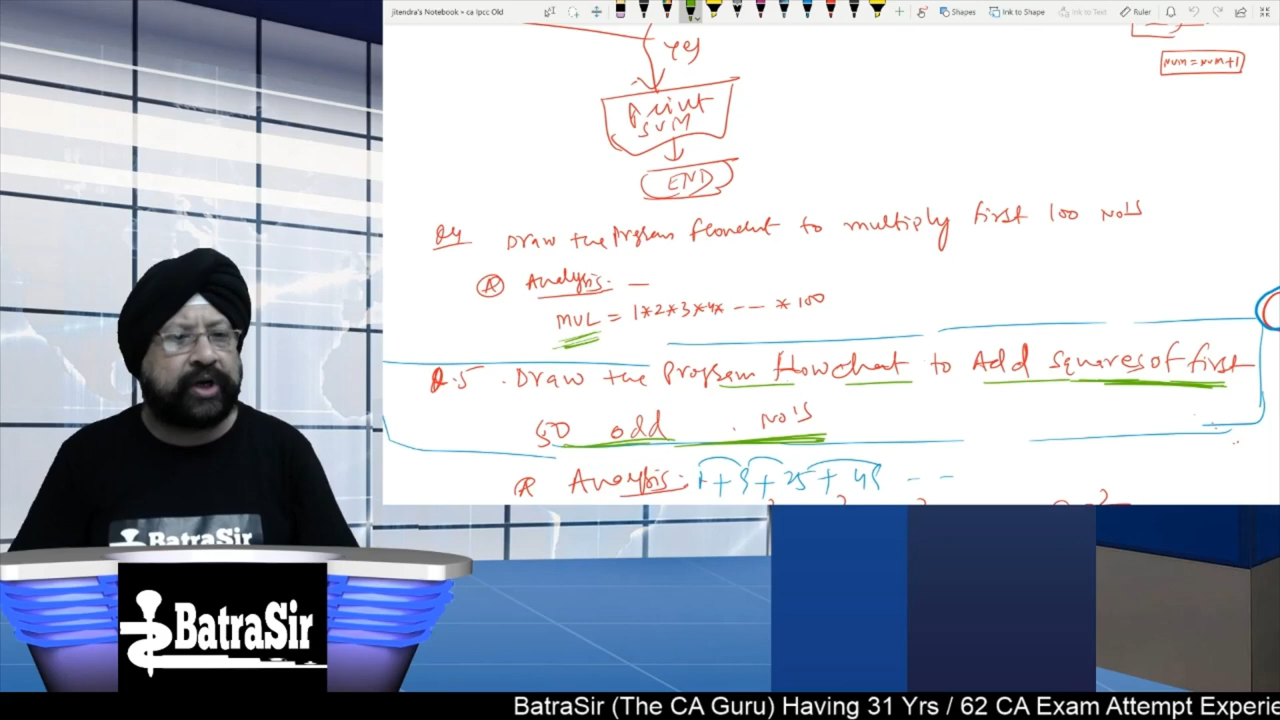 jitendra's Notebook » ca Ipcc Old
Shapes
Ink to Shape
Ink to Text
Ruler
yes
NUM = NUM+1
Print
SUM
END
Q4 Draw the Program flowchart to multiply first 100 No's
A Analysis:
MUL = 1*2*3*4* --- * 100
Q.5. Draw the Program flowchart to Add squares of first
50 odd No's
A Analysis: 1+9+25+49 --
BatraSir
BatraSir
BatraSir (The CA Guru) Having 31 Yrs / 62 CA Exam Attempt Experie